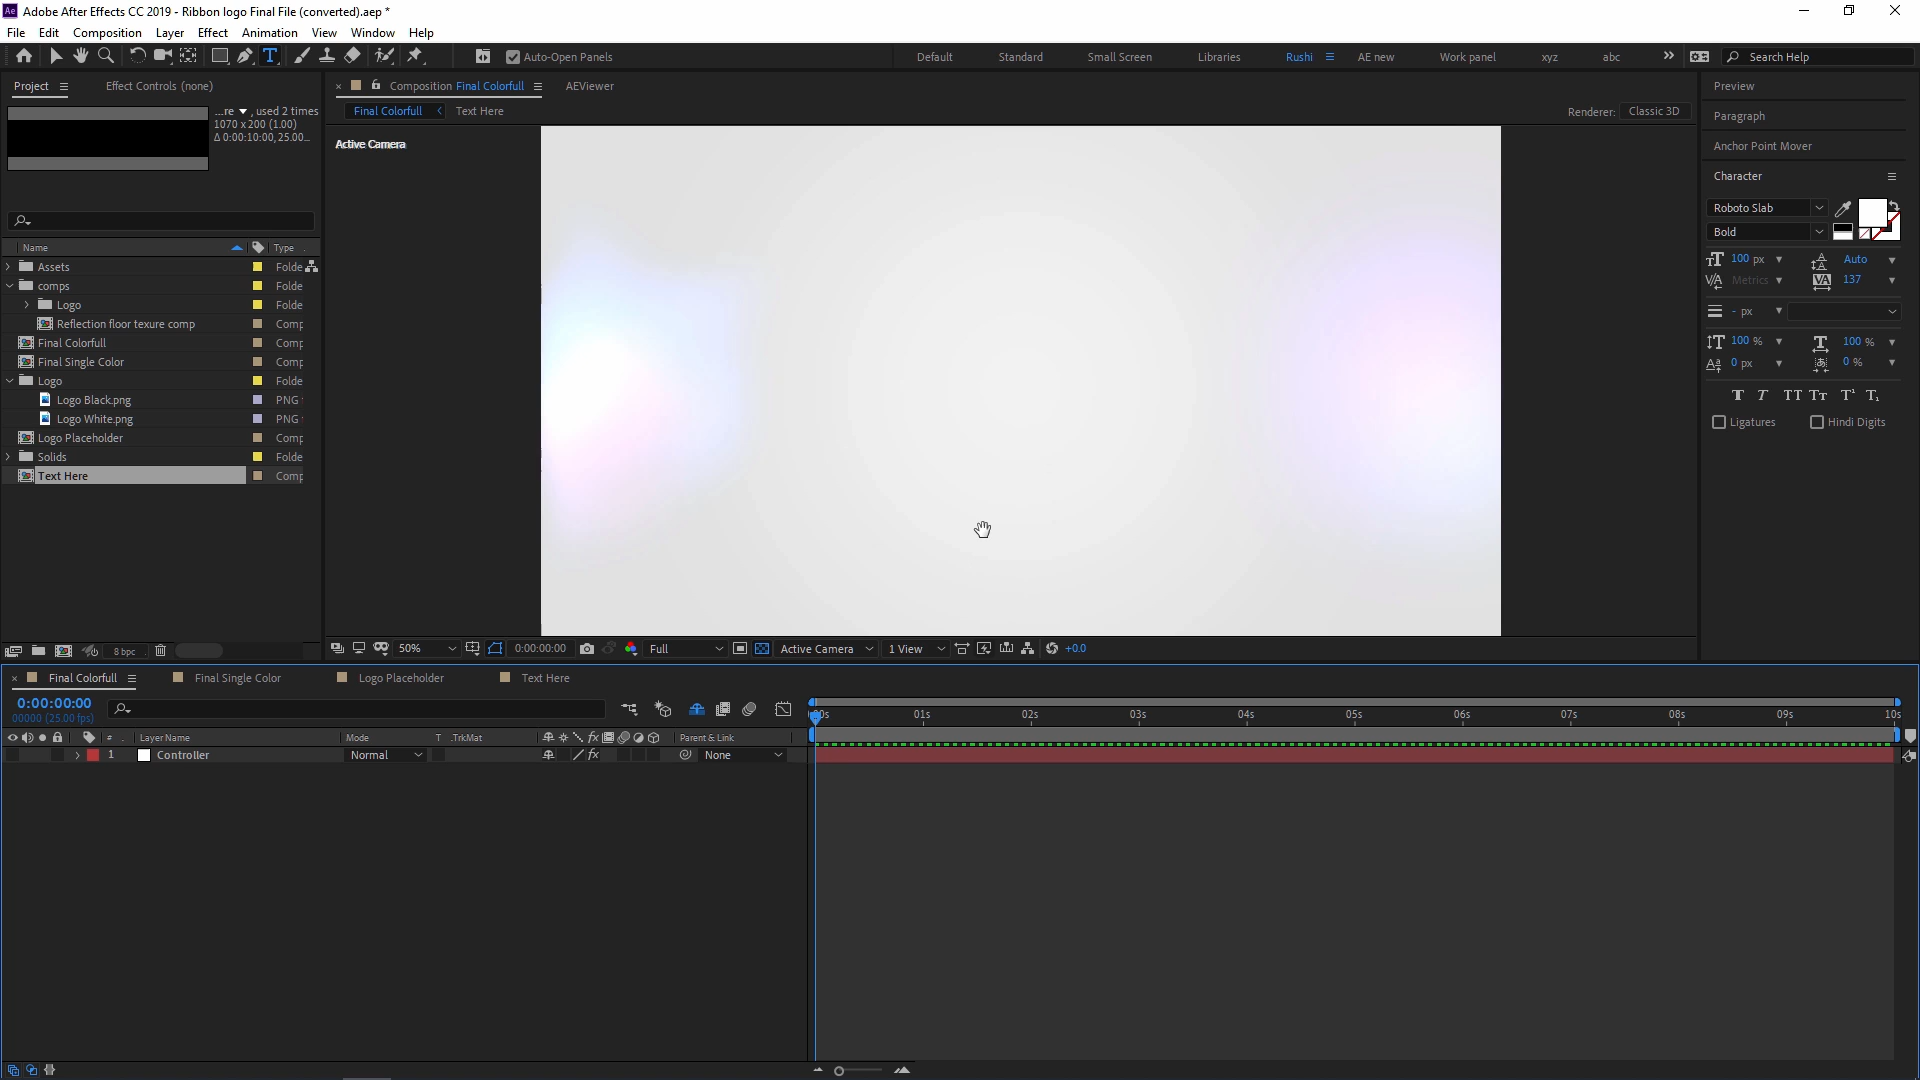 Adobe After Effects CC 2019 - Ribbon logo Final File (converted).aep *
File Edit Composition Layer Effect Animation View Window Help
Auto-Open Panels Default Standard Small Screen Libraries Rushi AE new Work panel xyz abc Search Help
Project Effect Controls (none)
...re , used 2 times
1070 x 200 (1.00)
Δ 0:00:10:00, 25.00...
Name Type
Assets Folde
comps Folde
Logo Folde
Reflection floor texure comp Comp
Final Colorfull Comp
Final Single Color Comp
Logo Folde
Logo Black.png PNG
Logo White.png PNG
Logo Placeholder Comp
Solids Folde
Text Here Comp
8 bpc
Composition Final Colorfull AEViewer
Final Colorfull Text Here
Renderer: Classic 3D
Active Camera
50% 0:00:00:00 Full Active Camera 1 View +0.0
Preview
Paragraph
Anchor Point Mover
Character
Roboto Slab
Bold
100 px Auto
Metrics 137
- px
100 % 100 %
0 px 0 %
Ligatures Hindi Digits
Final Colorfull Final Single Color Logo Placeholder Text Here
0:00:00:00
00000 (25.00 fps)
01s 02s 03s 04s 05s 06s 07s 08s 09s 10s
# Layer Name Mode T .TrkMat Parent & Link
1 Controller Normal None